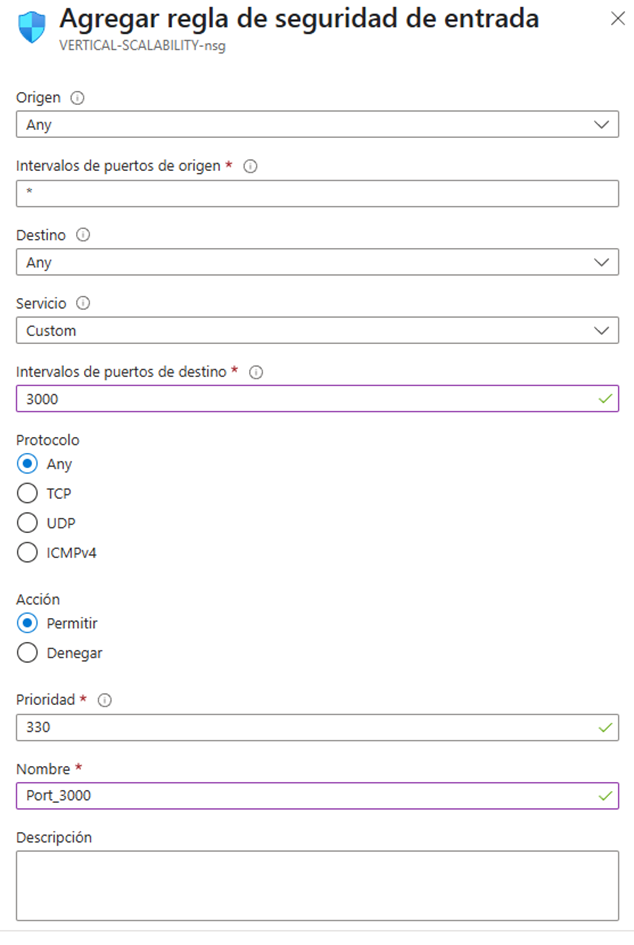 Agregar regla de seguridad de entrada
VERTICAL-SCALABILITY-nsg
Origen
Any
Intervalos de puertos de origen *
*
Destino
Any
Servicio
Custom
Intervalos de puertos de destino *
3000
Protocolo
Any
TCP
UDP
ICMPv4
Acción
Permitir
Denegar
Prioridad *
330
Nombre *
Port_3000
Descripción